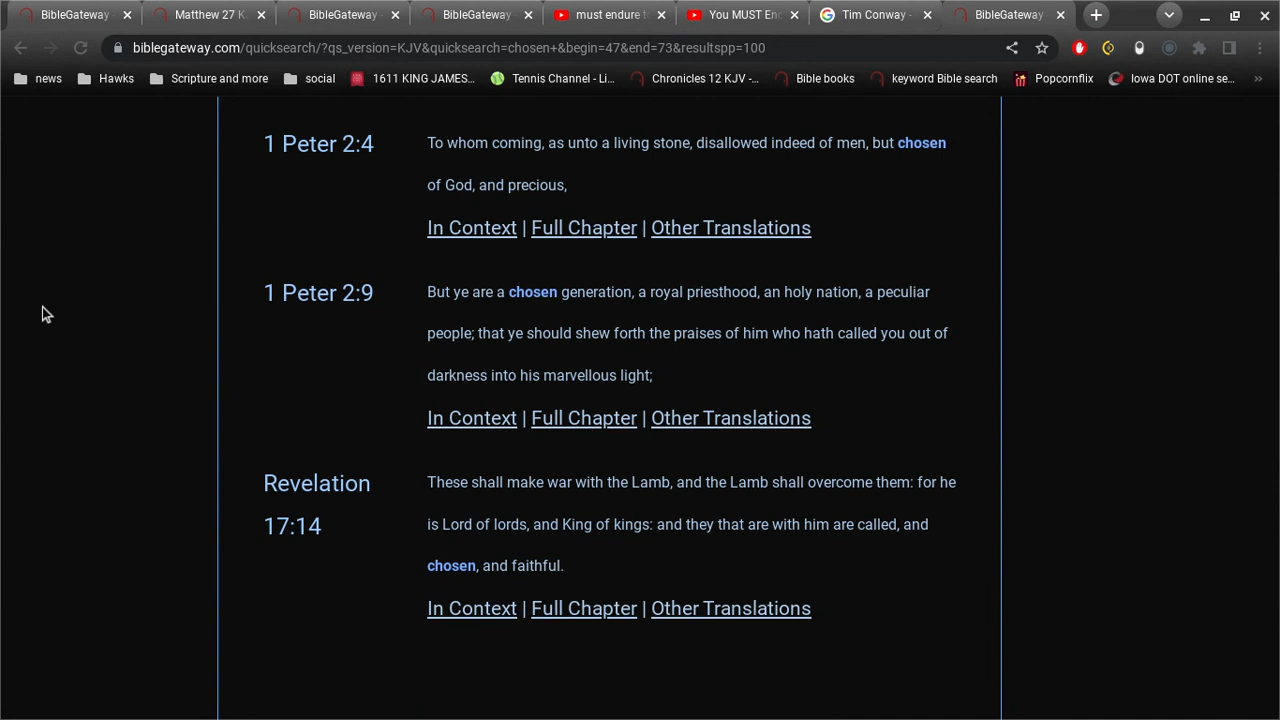 BibleGateway -
Matthew 27 K
BibleGateway -
BibleGateway
must endure to
You MUST End
Tim Conway -
BibleGateway
biblegateway.com/quicksearch/?qs_version=KJV&quicksearch=chosen+&begin=47&end=73&resultspp=100
news
Hawks
Scripture and more
social
1611 KING JAMES...
Tennis Channel - Li...
Chronicles 12 KJV -...
Bible books
keyword Bible search
Popcornflix
Iowa DOT online se...
»
1 Peter 2:4
To whom coming, as unto a living stone, disallowed indeed of men, but chosen
of God, and precious,
In Context | Full Chapter | Other Translations
1 Peter 2:9
But ye are a chosen generation, a royal priesthood, an holy nation, a peculiar
people; that ye should shew forth the praises of him who hath called you out of
darkness into his marvellous light;
In Context | Full Chapter | Other Translations
Revelation
17:14
These shall make war with the Lamb, and the Lamb shall overcome them: for he
is Lord of lords, and King of kings: and they that are with him are called, and
chosen, and faithful.
In Context | Full Chapter | Other Translations